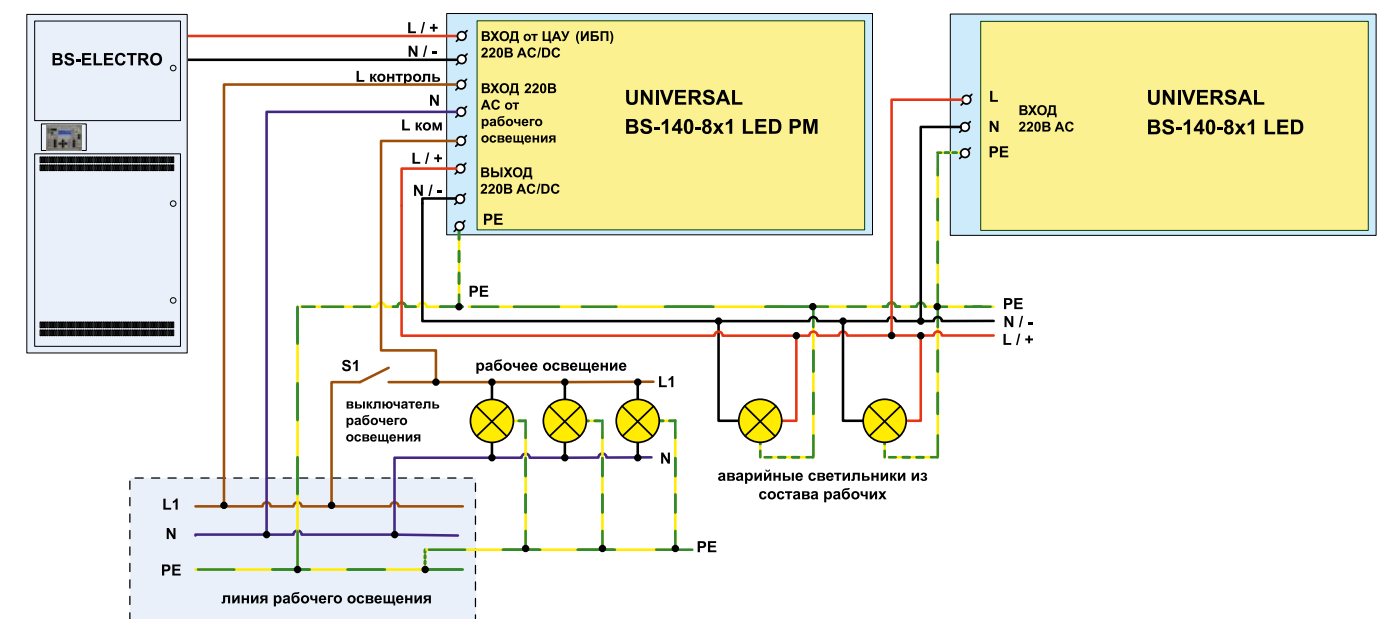 BS-ELECTRO
L / +
N / -
L контроль
N
L ком
L / +
N / -
ВХОД от ЦАУ (ИБП)
220В AC/DC
ВХОД 220В
АС от
рабочего
освещения
ВЫХОД
220В AC/DC
PE
UNIVERSAL
BS-140-8x1 LED PM
L
N
PE
ВХОД
220В AC
UNIVERSAL
BS-140-8x1 LED
PE
PE
N / -
L / +
S1
рабочее освещение
L1
выключатель
рабочего
освещения
N
аварийные светильники из
состава рабочих
L1
N
PE
PE
линия рабочего освещения